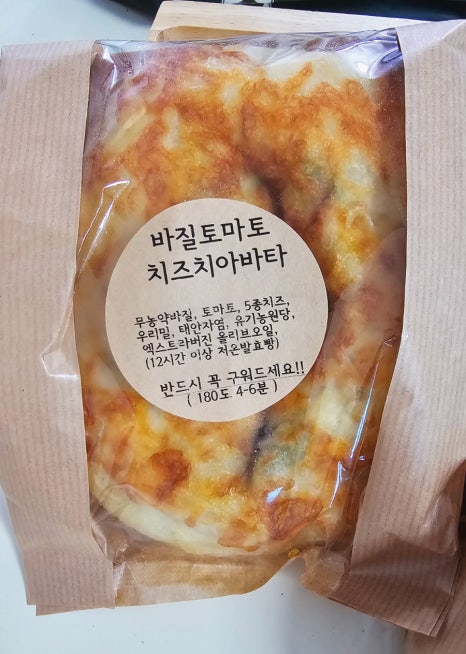 바질토마토
치즈치아바타
무농약바질, 토마토, 5종치즈,
우리밀, 태안자염, 유기농원당,
엑스트라버진 올리브오일,
(12시간 이상 저온발효빵)
반드시 꼭 구워드세요!!
( 180도 4-6분 )